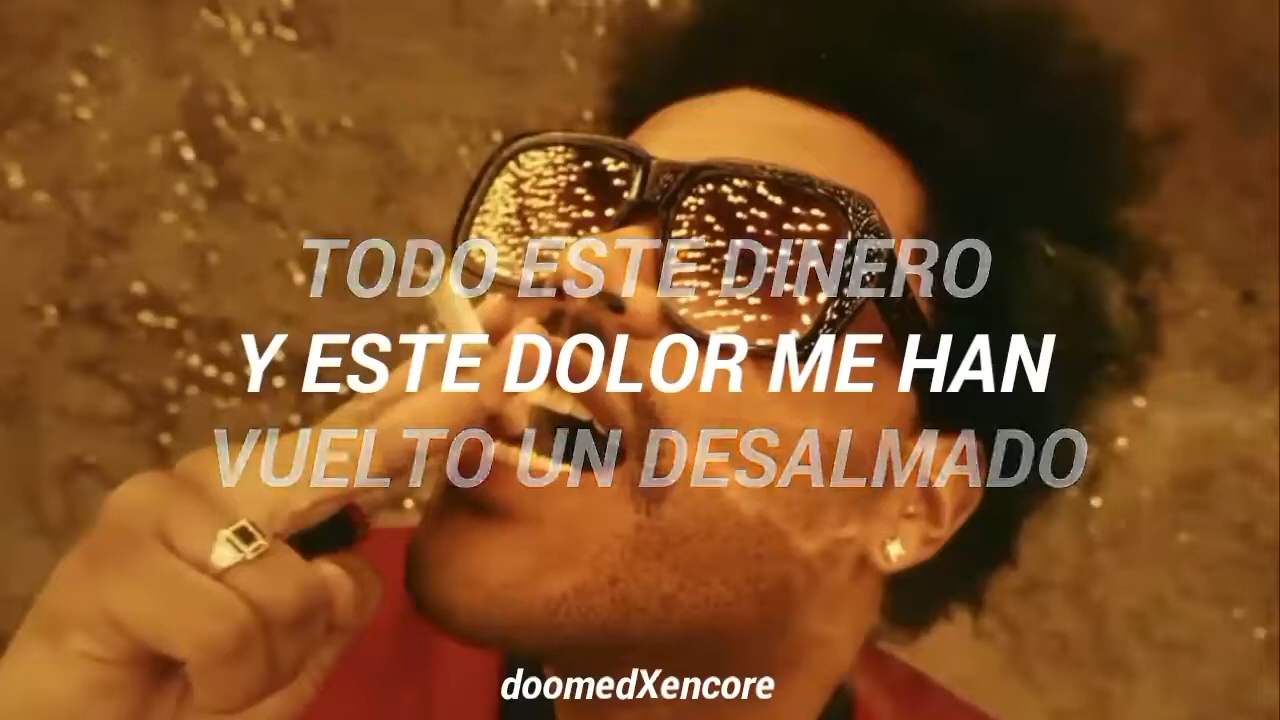 TODO ESTE DINERO
Y ESTE DOLOR ME HAN
VUELTO UN DESALMADO
doomedXencore